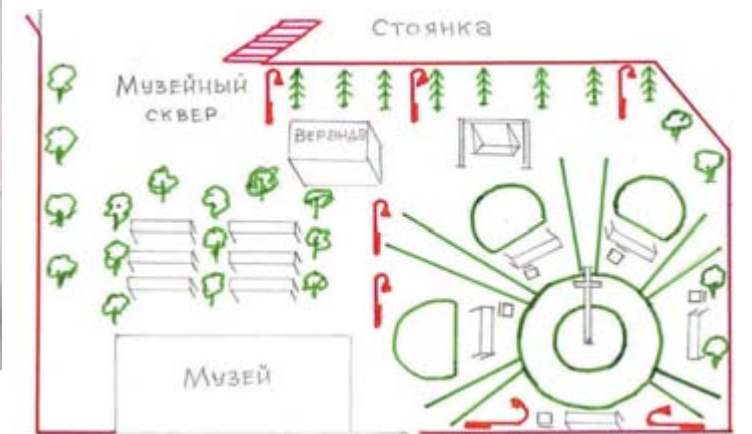 Стоянка
Музейный
сквер
Веранда
Музей